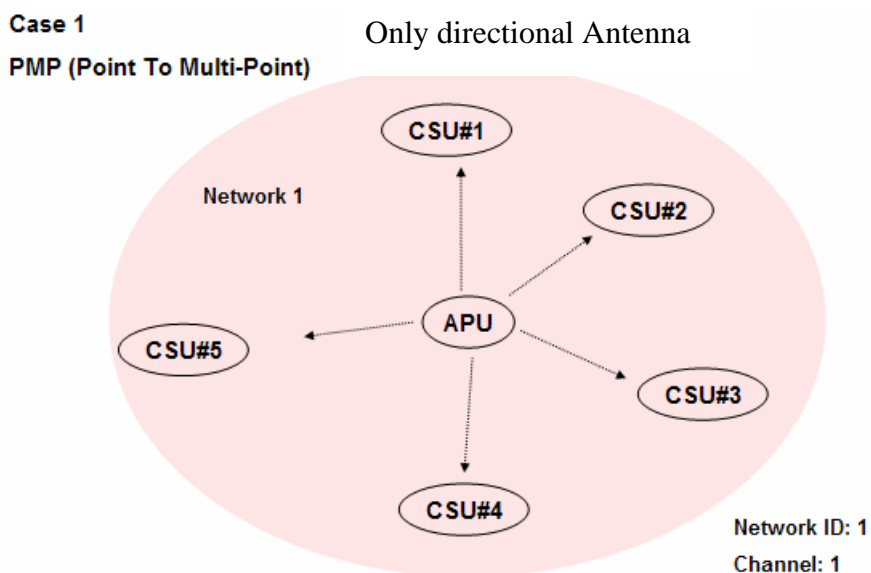 Case 1
Only directional Antenna
PMP (Point To Multi-Point)
CSU#1
Network 1
CSU#2
APU
CSU#5
CSU#3
CSU#4
Network ID: 1
Channel: 1